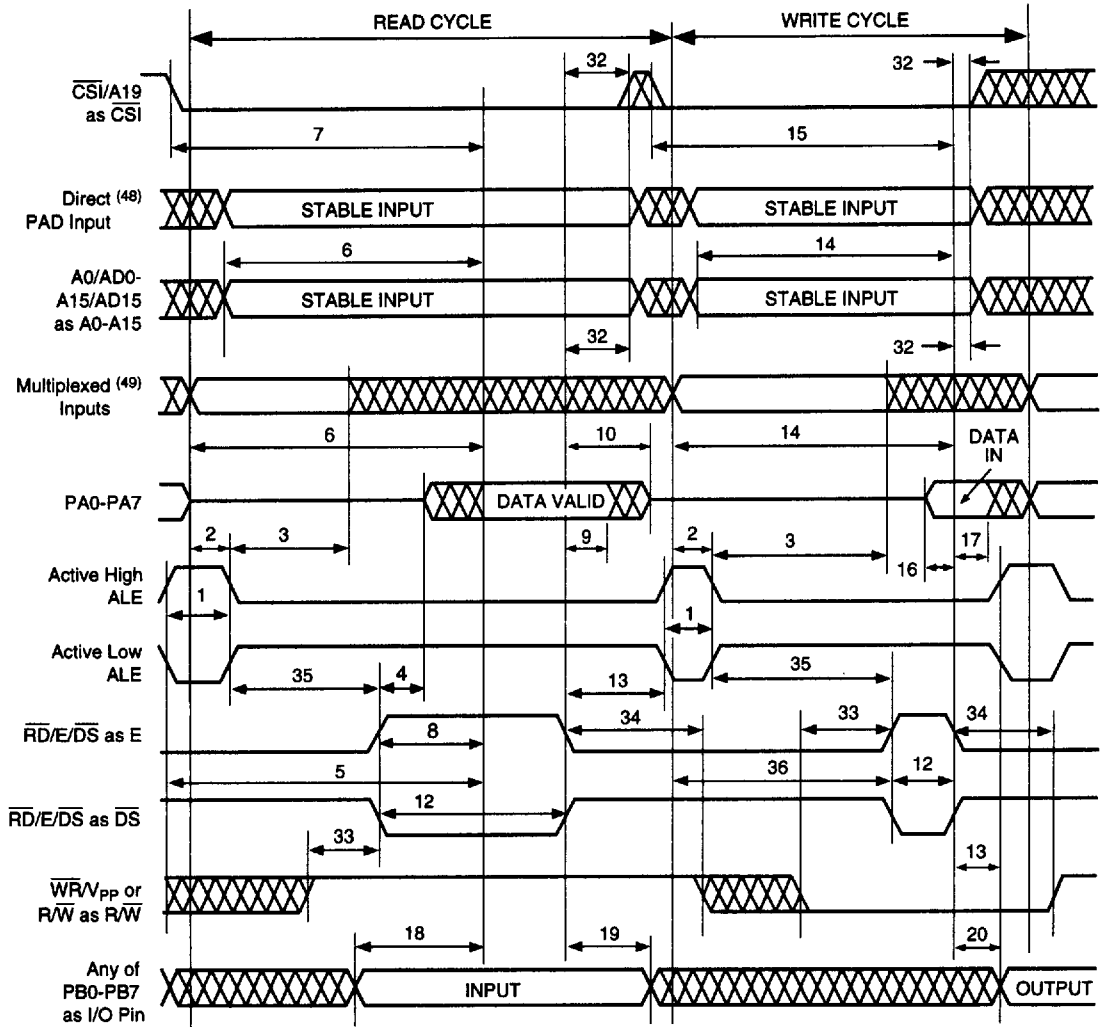 READ CYCLE
WRITE CYCLE
32
32
CSI/A19
as CSI
7
15
Direct (48)
PAD Input
STABLE INPUT
STABLE INPUT
6
14
A0/AD0-
A15/AD15
as A0-A15
STABLE INPUT
STABLE INPUT
32
32
Multiplexed (49)
Inputs
6
10
14
DATA
IN
PA0-PA7
DATA VALID
2
3
9
2
3
16
17
Active High
ALE
1
1
Active Low
ALE
35
4
13
35
RD/E/DS as E
8
34
33
34
5
36
12
RD/E/DS as DS
12
33
13
WR/VPP or
R/W as R/W
18
19
20
Any of
PB0-PB7
as I/O Pin
INPUT
OUTPUT